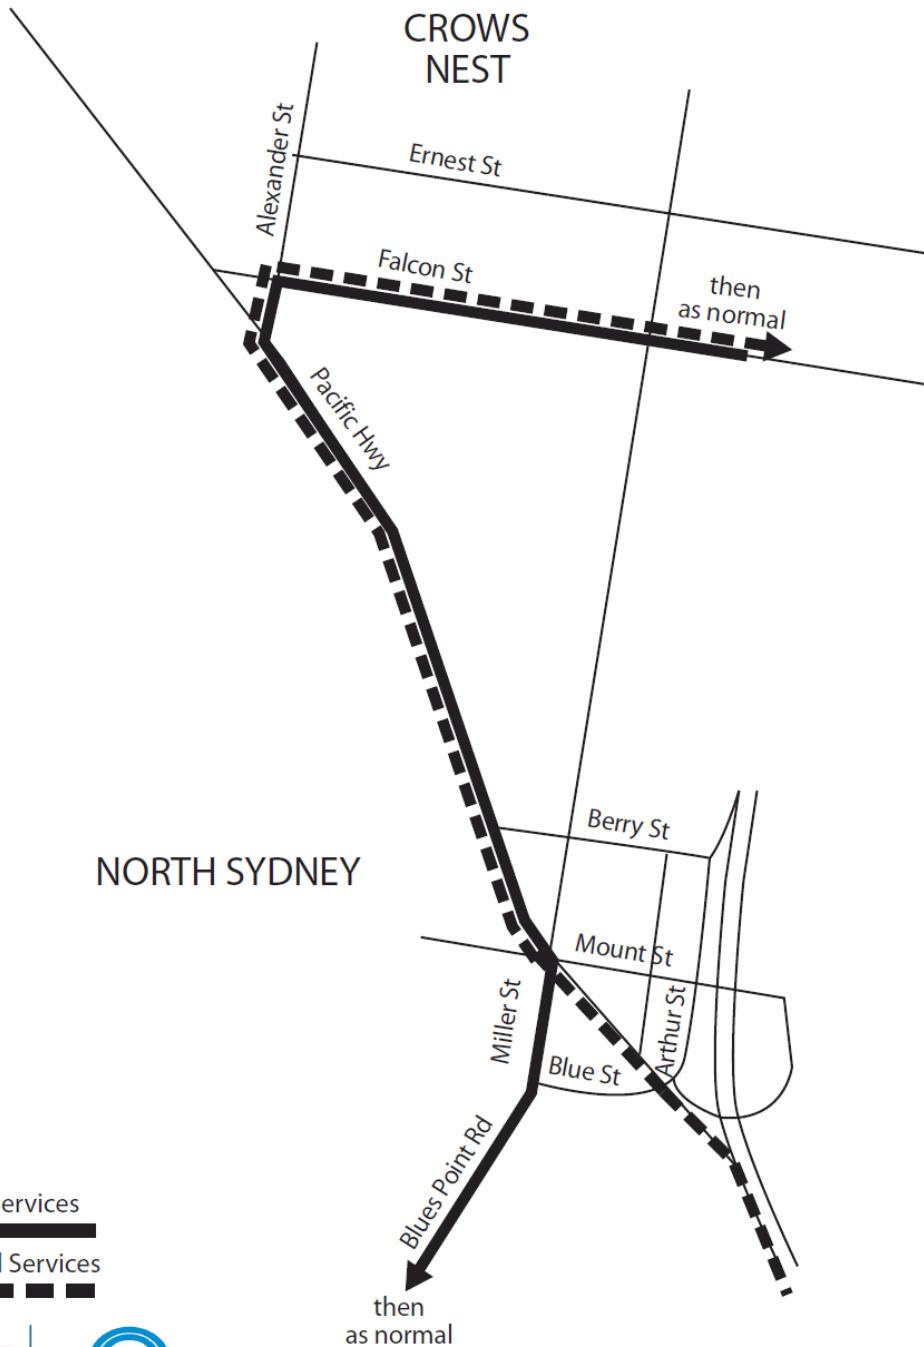 CROWS
NEST
Alexander St
Ernest St
Falcon St
then
as normal
Pacific Hwy
Berry St
NORTH SYDNEY
Mount St
Miller St
Arthur St
Blue St
Blues Point Rd
ervices
Services
then
as normal